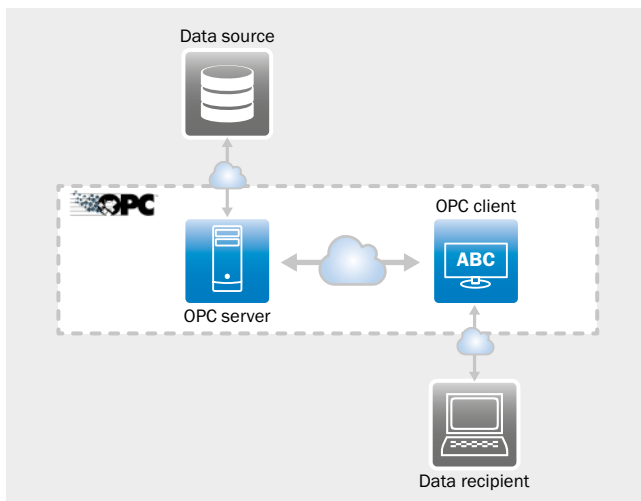 Data source
OPC
OPC client
ABC
OPC server
Data recipient